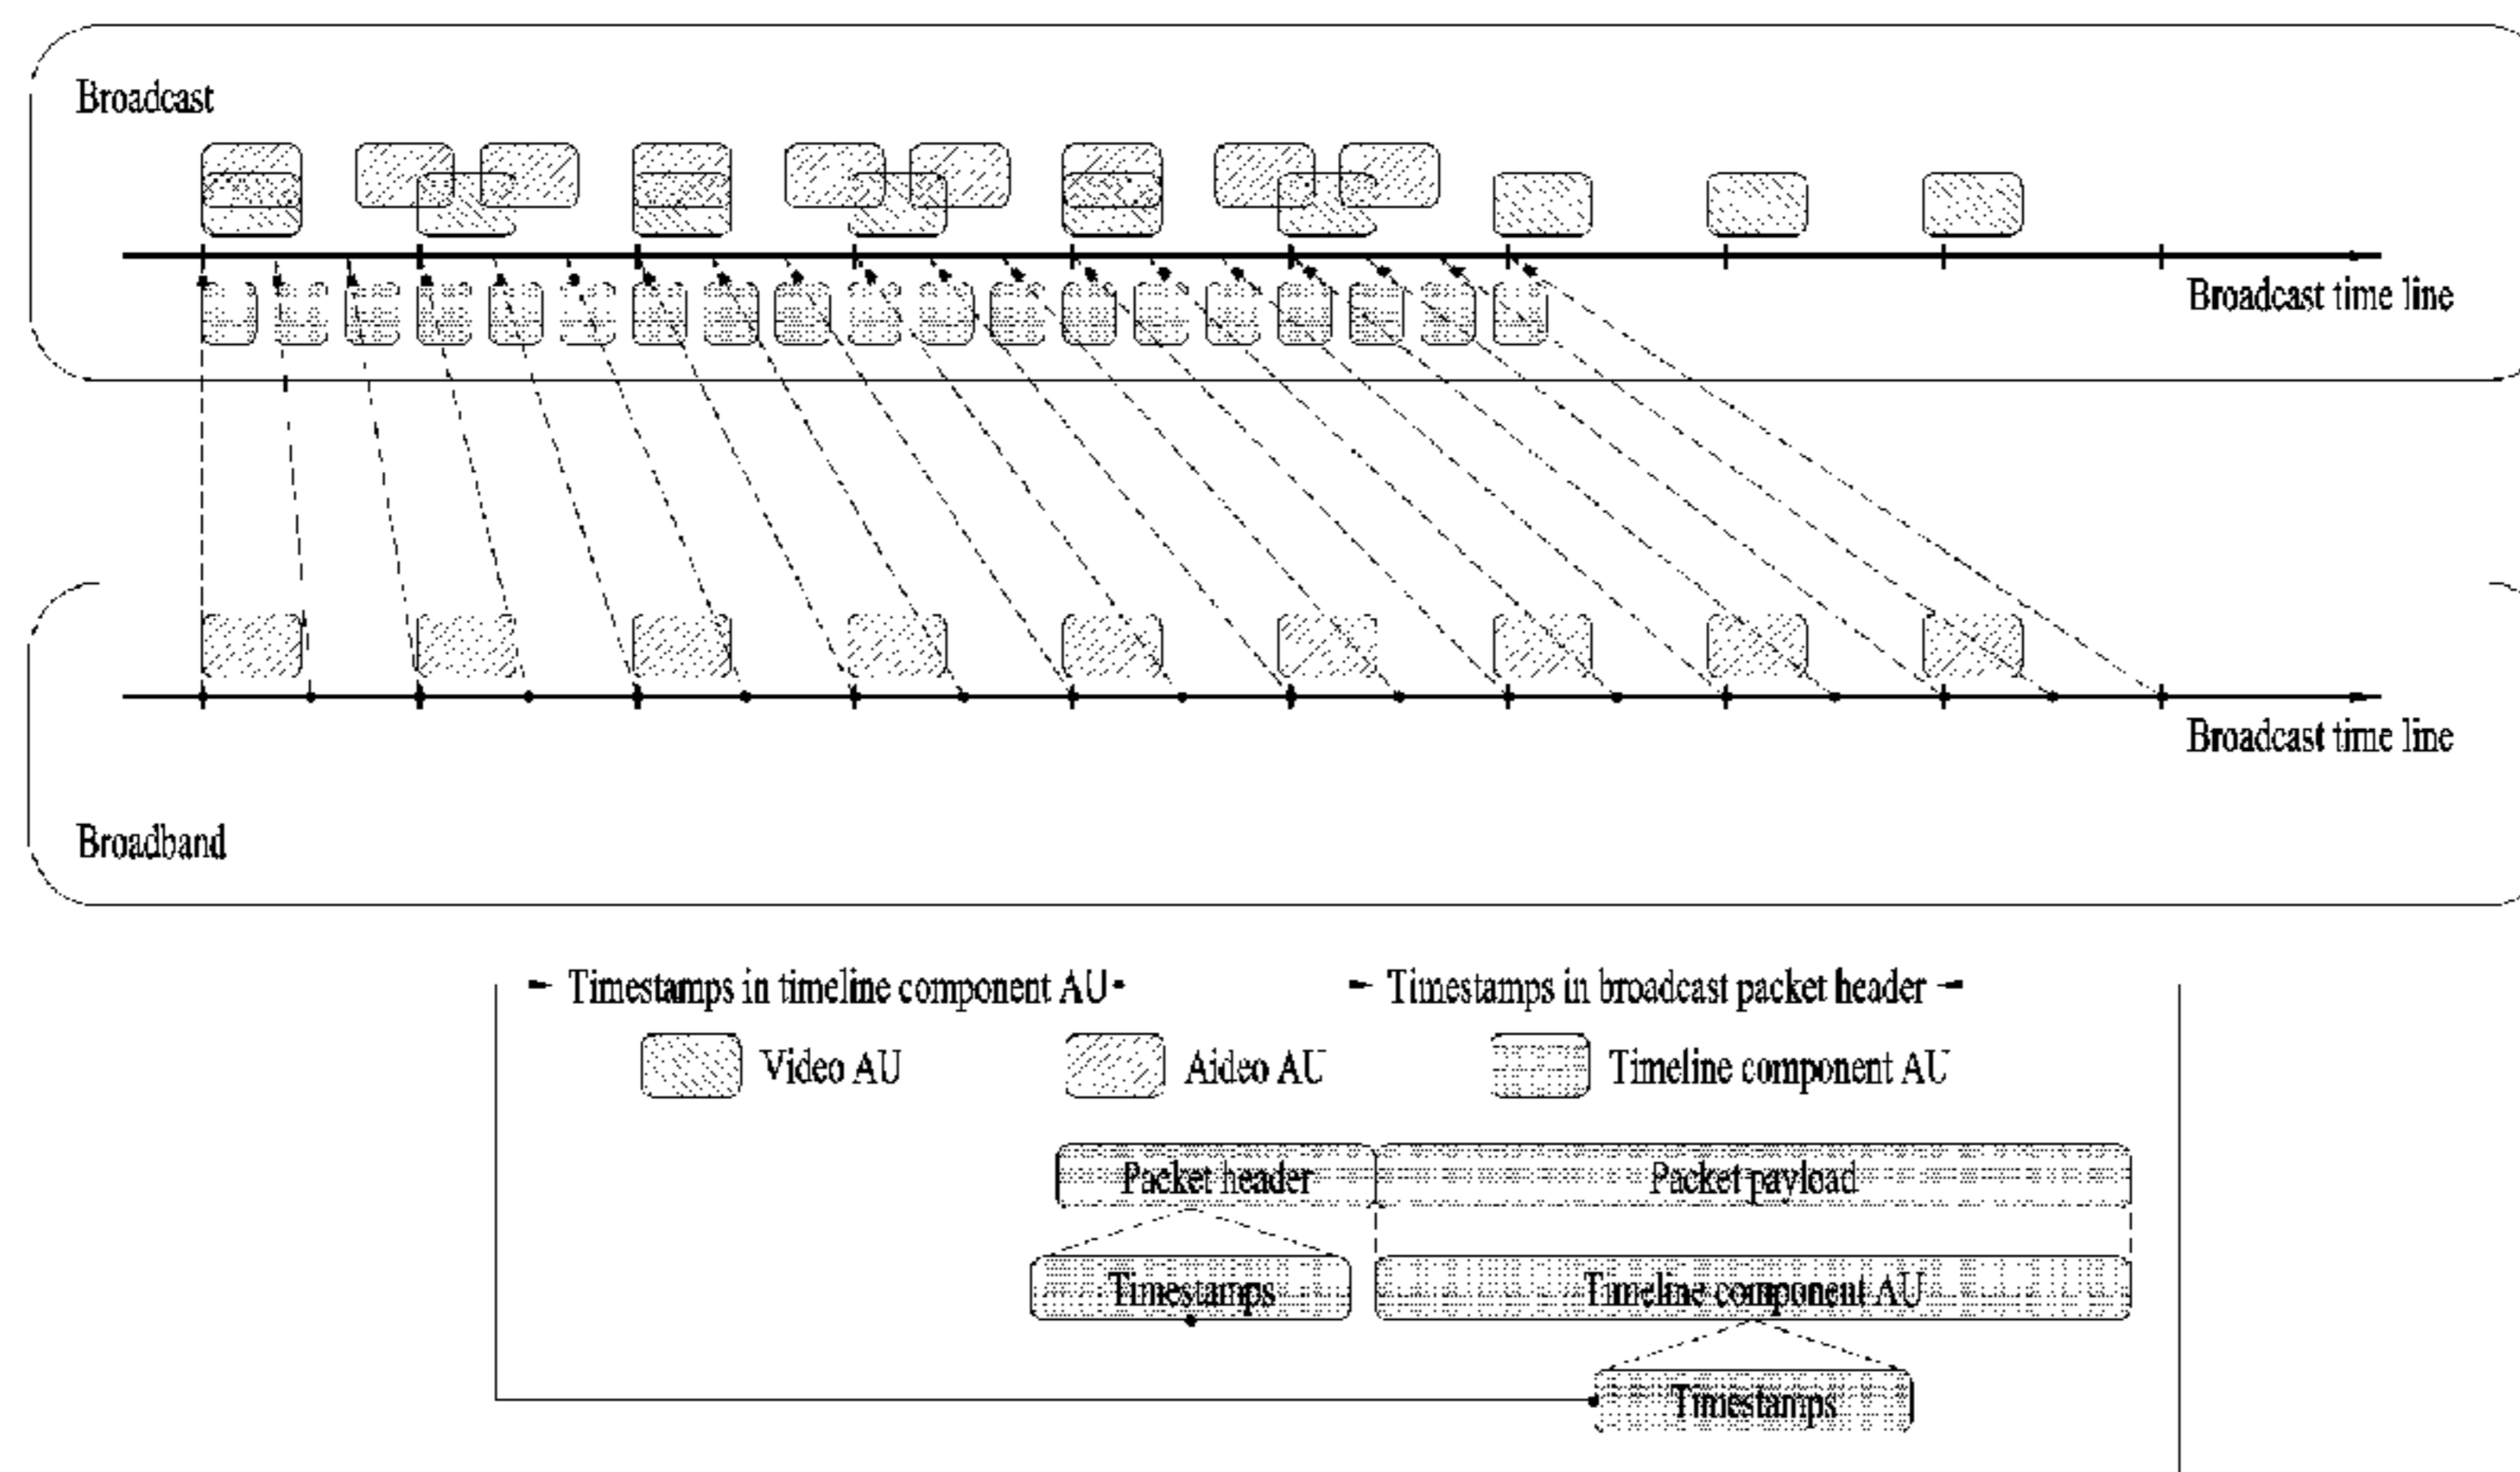 Broadcast
Broadcast time line
Broadcast time line
Broadband
Timestamps in timeline component AU
Timestamps in broadcast packet header
Video AU
Aideo AU
Timeline component AU
Packet header
Packet payload
Timestamps
Timeline component AU
Timestamps